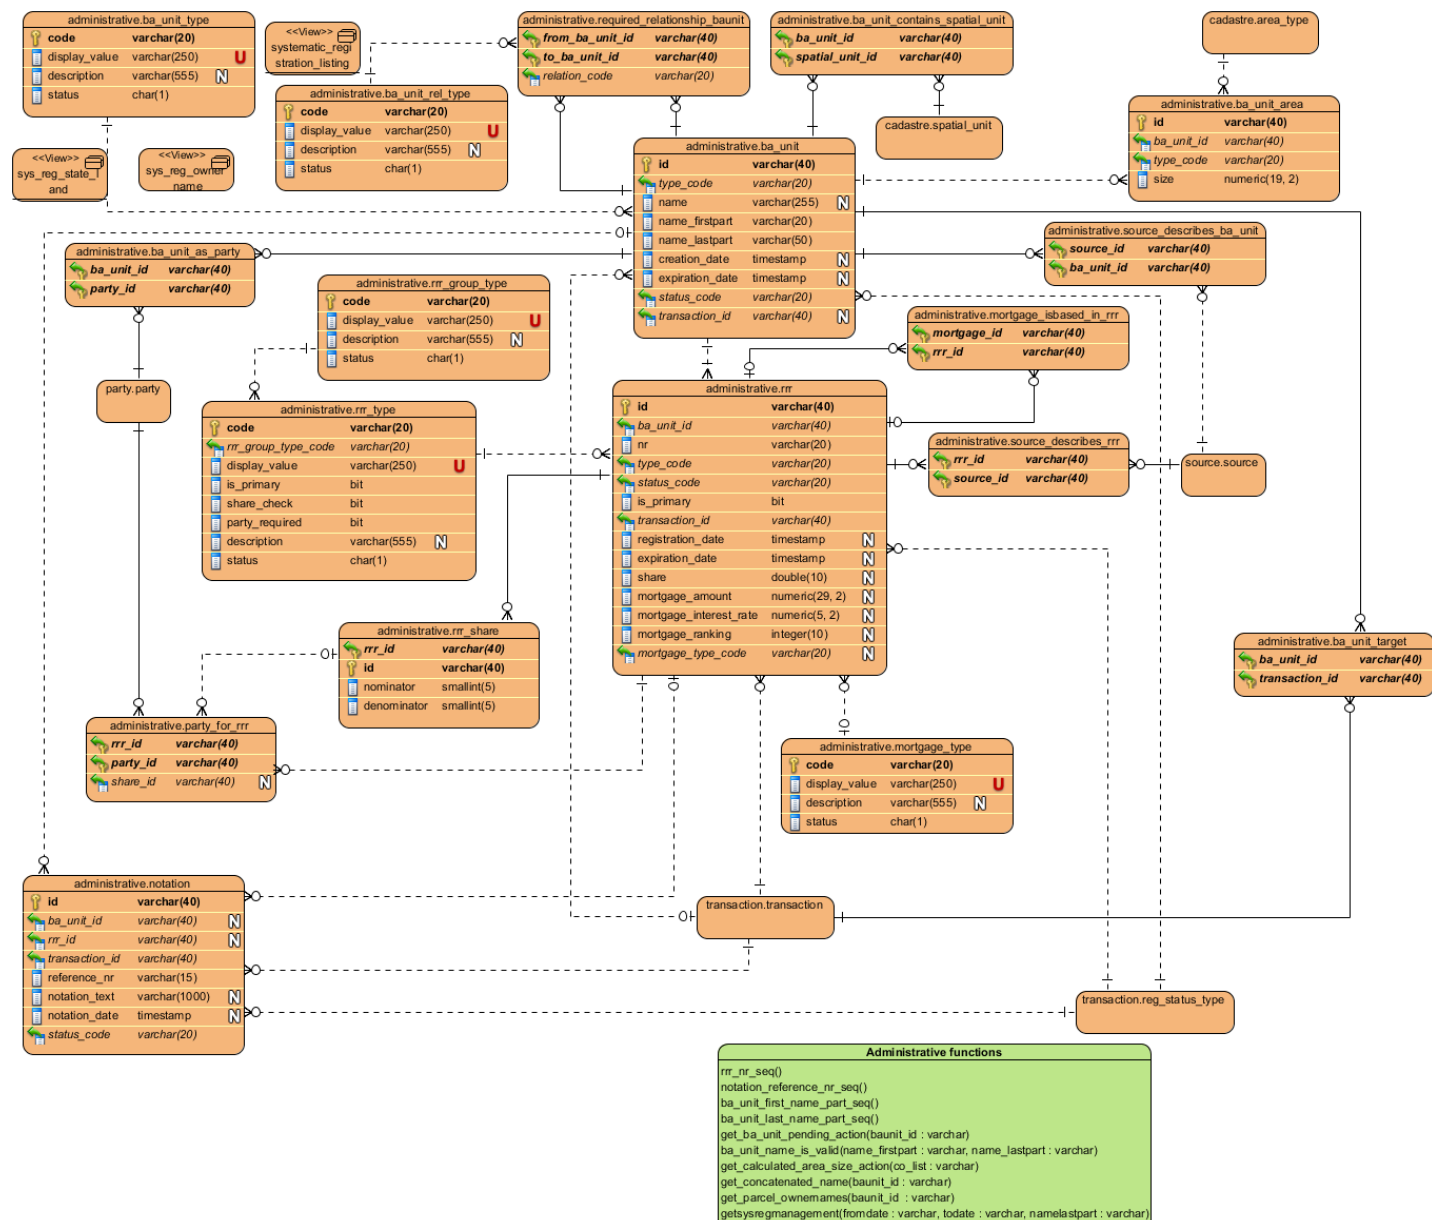 administrative.ba_unit_type
code varchar(20)
display_value varchar(250) U
description varchar(555) N
status char(1)
<<View>>
systematic_regi
stration_listing
administrative.required_relationship_baunit
from_ba_unit_id varchar(40)
to_ba_unit_id varchar(40)
relation_code varchar(20)
administrative.ba_unit_contains_spatial_unit
ba_unit_id varchar(40)
spatial_unit_id varchar(40)
cadastre.area_type
administrative.ba_unit_rel_type
code varchar(20)
display_value varchar(250) U
description varchar(555) N
status char(1)
cadastre.spatial_unit
administrative.ba_unit_area
id varchar(40)
ba_unit_id varchar(40)
type_code varchar(20)
size numeric(19, 2)
<<View>>
sys_reg_state_l
and
<<View>>
sys_reg_owner
name
administrative.ba_unit
id varchar(40)
type_code varchar(20)
name varchar(255) N
name_firstpart varchar(20)
name_lastpart varchar(50)
creation_date timestamp N
expiration_date timestamp N
status_code varchar(20)
transaction_id varchar(40) N
administrative.ba_unit_as_party
ba_unit_id varchar(40)
party_id varchar(40)
administrative.source_describes_ba_unit
source_id varchar(40)
ba_unit_id varchar(40)
administrative.rrr_group_type
code varchar(20)
display_value varchar(250) U
description varchar(555) N
status char(1)
administrative.mortgage_isbased_in_rrr
mortgage_id varchar(40)
rrr_id varchar(40)
party.party
administrative.rrr_type
code varchar(20)
rrr_group_type_code varchar(20)
display_value varchar(250) U
is_primary bit
share_check bit
party_required bit
description varchar(555) N
status char(1)
administrative.rrr
id varchar(40)
ba_unit_id varchar(40)
nr varchar(20)
type_code varchar(20)
status_code varchar(20)
is_primary bit
transaction_id varchar(40)
registration_date timestamp N
expiration_date timestamp N
share double(10) N
mortgage_amount numeric(29, 2) N
mortgage_interest_rate numeric(5, 2) N
mortgage_ranking integer(10) N
mortgage_type_code varchar(20) N
administrative.source_describes_rrr
rrr_id varchar(40)
source_id varchar(40)
source.source
administrative.rrr_share
rrr_id varchar(40)
id varchar(40)
nominator smallint(5)
denominator smallint(5)
administrative.ba_unit_target
ba_unit_id varchar(40)
transaction_id varchar(40)
administrative.party_for_rrr
rrr_id varchar(40)
party_id varchar(40)
share_id varchar(40) N
administrative.mortgage_type
code varchar(20)
display_value varchar(250) U
description varchar(555) N
status char(1)
administrative.notation
id varchar(40)
ba_unit_id varchar(40) N
rrr_id varchar(40) N
transaction_id varchar(40)
reference_nr varchar(15)
notation_text varchar(1000) N
notation_date timestamp N
status_code varchar(20)
transaction.transaction
transaction.reg_status_type
Administrative functions
rrr_nr_seq()
notation_reference_nr_seq()
ba_unit_first_name_part_seq()
ba_unit_last_name_part_seq()
get_ba_unit_pending_action(baunit_id : varchar)
ba_unit_name_is_valid(name_firstpart : varchar, name_lastpart : varchar)
get_calculated_area_size_action(co_list : varchar)
get_concatenated_name(baunit_id : varchar)
get_parcel_ownernames(baunit_id : varchar)
getsysregmanagement(fromdate : varchar, todate : varchar, namelastpart : varchar)